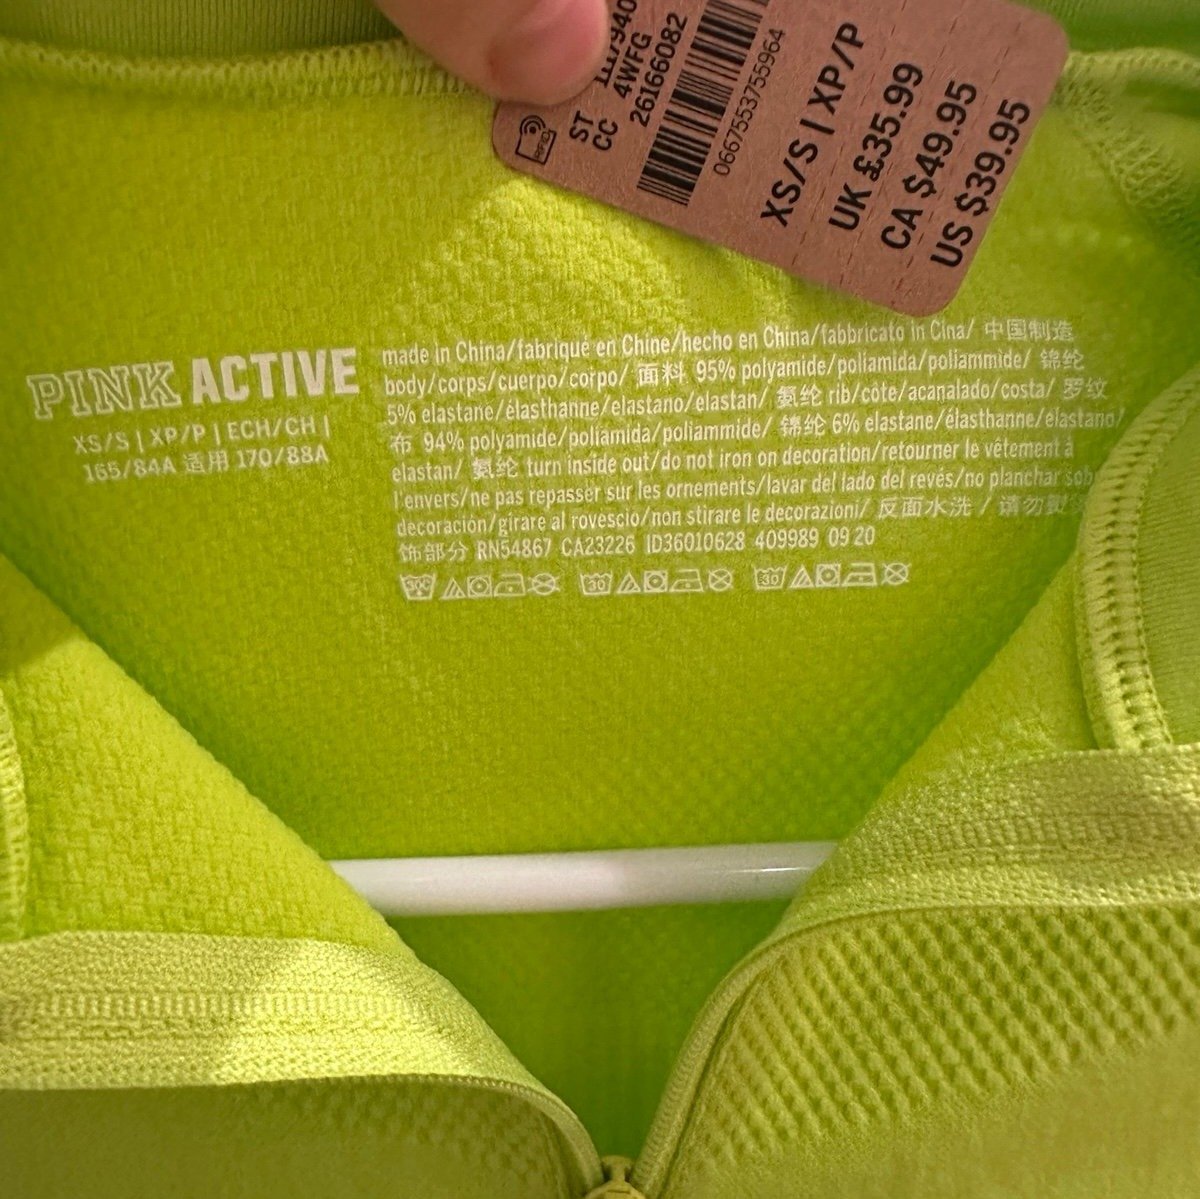 4WFG
ST
CC 26166082
0667553755964
XS/S | XP/P
UK £35.99
CA $49.95
US $39.95
PINK ACTIVE
XS/S | XP/P | ECH/CH |
165/84A 适用 170/88A
made in China/fabriqué en Chine/hecho en China/fabbricato in Cina/ 中国制造
body/corps/cuerpo/corpo/ 面料 95% polyamide/poliamida/poliammide/ 锦纶
5% elastane/élasthanne/elastano/elastan/ 氨纶 rib/côte/acanalado/costa/ 罗纹
布 94% polyamide/poliamida/poliammide/ 锦纶 6% elastane/élasthanne/elastano/
elastan/ 氨纶 turn inside out/do not iron on decoration/retourner le vêtement à
l'envers/ne pas repasser sur les ornements/lavar del lado del revés/no planchar sob
decoración/girare al rovescio/non stirare le decorazioni/ 反面水洗 / 请勿熨
饰部分 RN54867 CA23226 ID36010628 409989 09 20
30 30